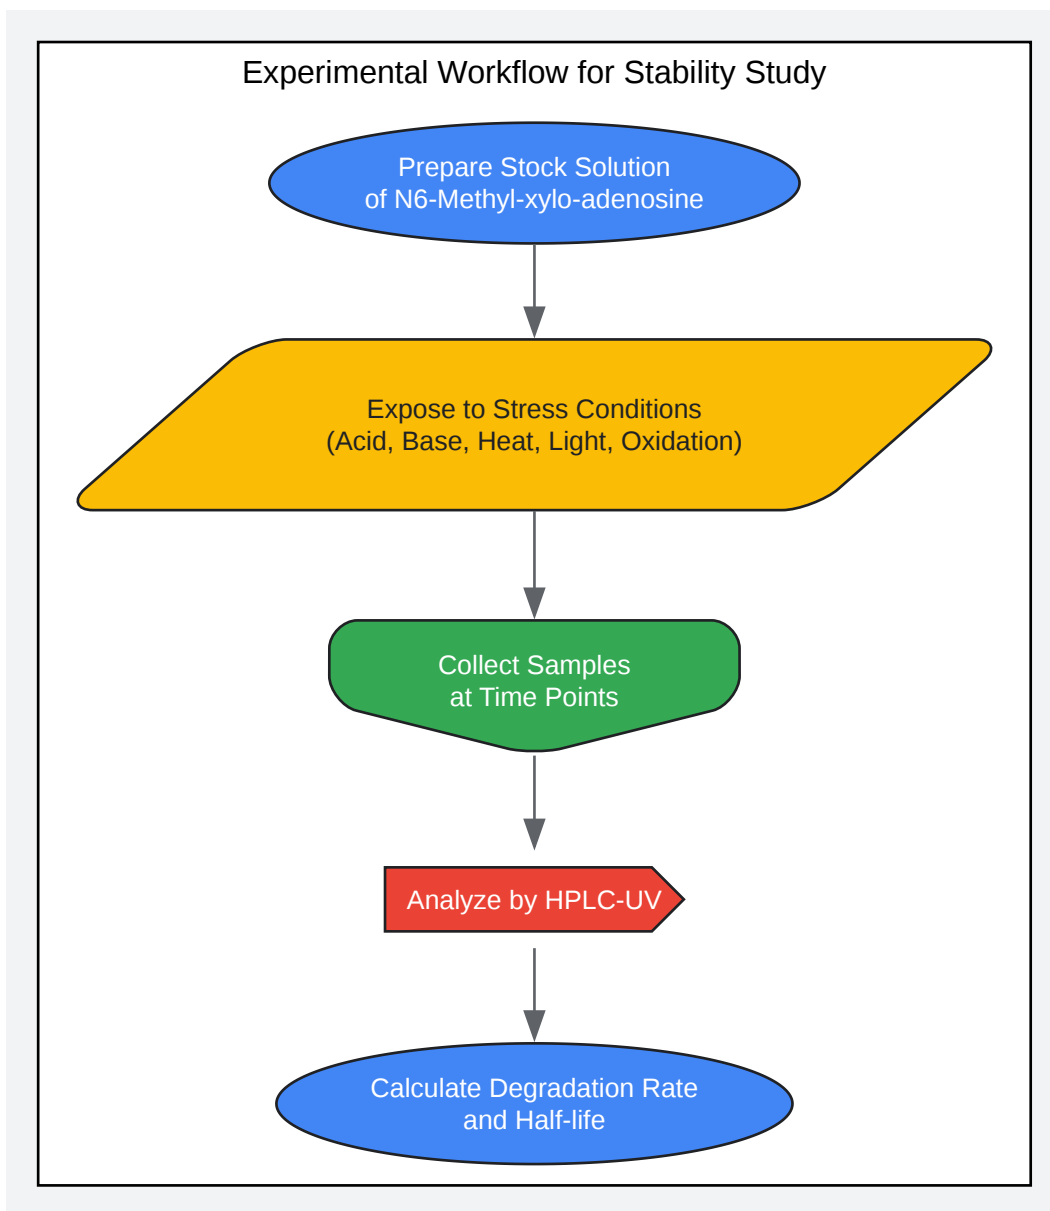 Experimental Workflow for Stability Study
Prepare Stock Solution
of N6-Methyl-xylo-adenosine
Expose to Stress Conditions
(Acid, Base, Heat, Light, Oxidation)
Collect Samples
at Time Points
Analyze by HPLC-UV
Calculate Degradation Rate
and Half-life